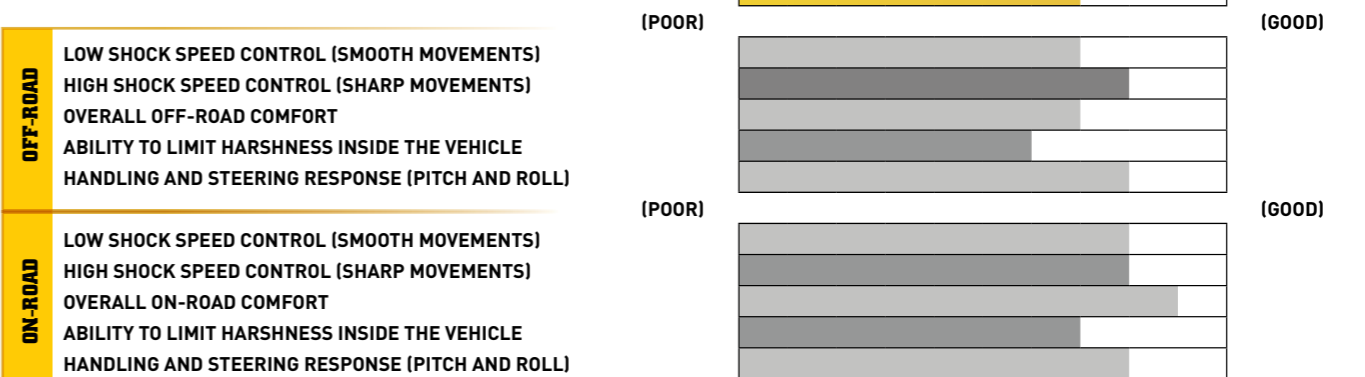 (POOR) (GOOD)
OFF-ROAD
LOW SHOCK SPEED CONTROL (SMOOTH MOVEMENTS)
HIGH SHOCK SPEED CONTROL (SHARP MOVEMENTS)
OVERALL OFF-ROAD COMFORT
ABILITY TO LIMIT HARSHNESS INSIDE THE VEHICLE
HANDLING AND STEERING RESPONSE (PITCH AND ROLL)
(POOR) (GOOD)
ON-ROAD
LOW SHOCK SPEED CONTROL (SMOOTH MOVEMENTS)
HIGH SHOCK SPEED CONTROL (SHARP MOVEMENTS)
OVERALL ON-ROAD COMFORT
ABILITY TO LIMIT HARSHNESS INSIDE THE VEHICLE
HANDLING AND STEERING RESPONSE (PITCH AND ROLL)